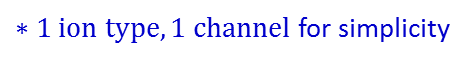 * 1 ion type, 1 channel for simplicity